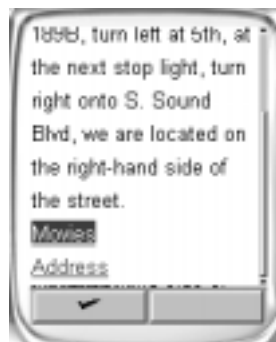 189B, turn left at 5th, at
the next stop light, turn
right onto S. Sound
Blvd, we are located on
the right-hand side of
the street.
Movies
Address